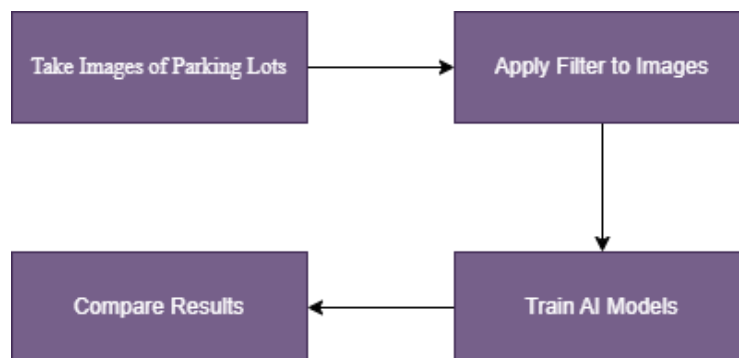 Take Images of Parking Lots
Apply Filter to Images
Train AI Models
Compare Results